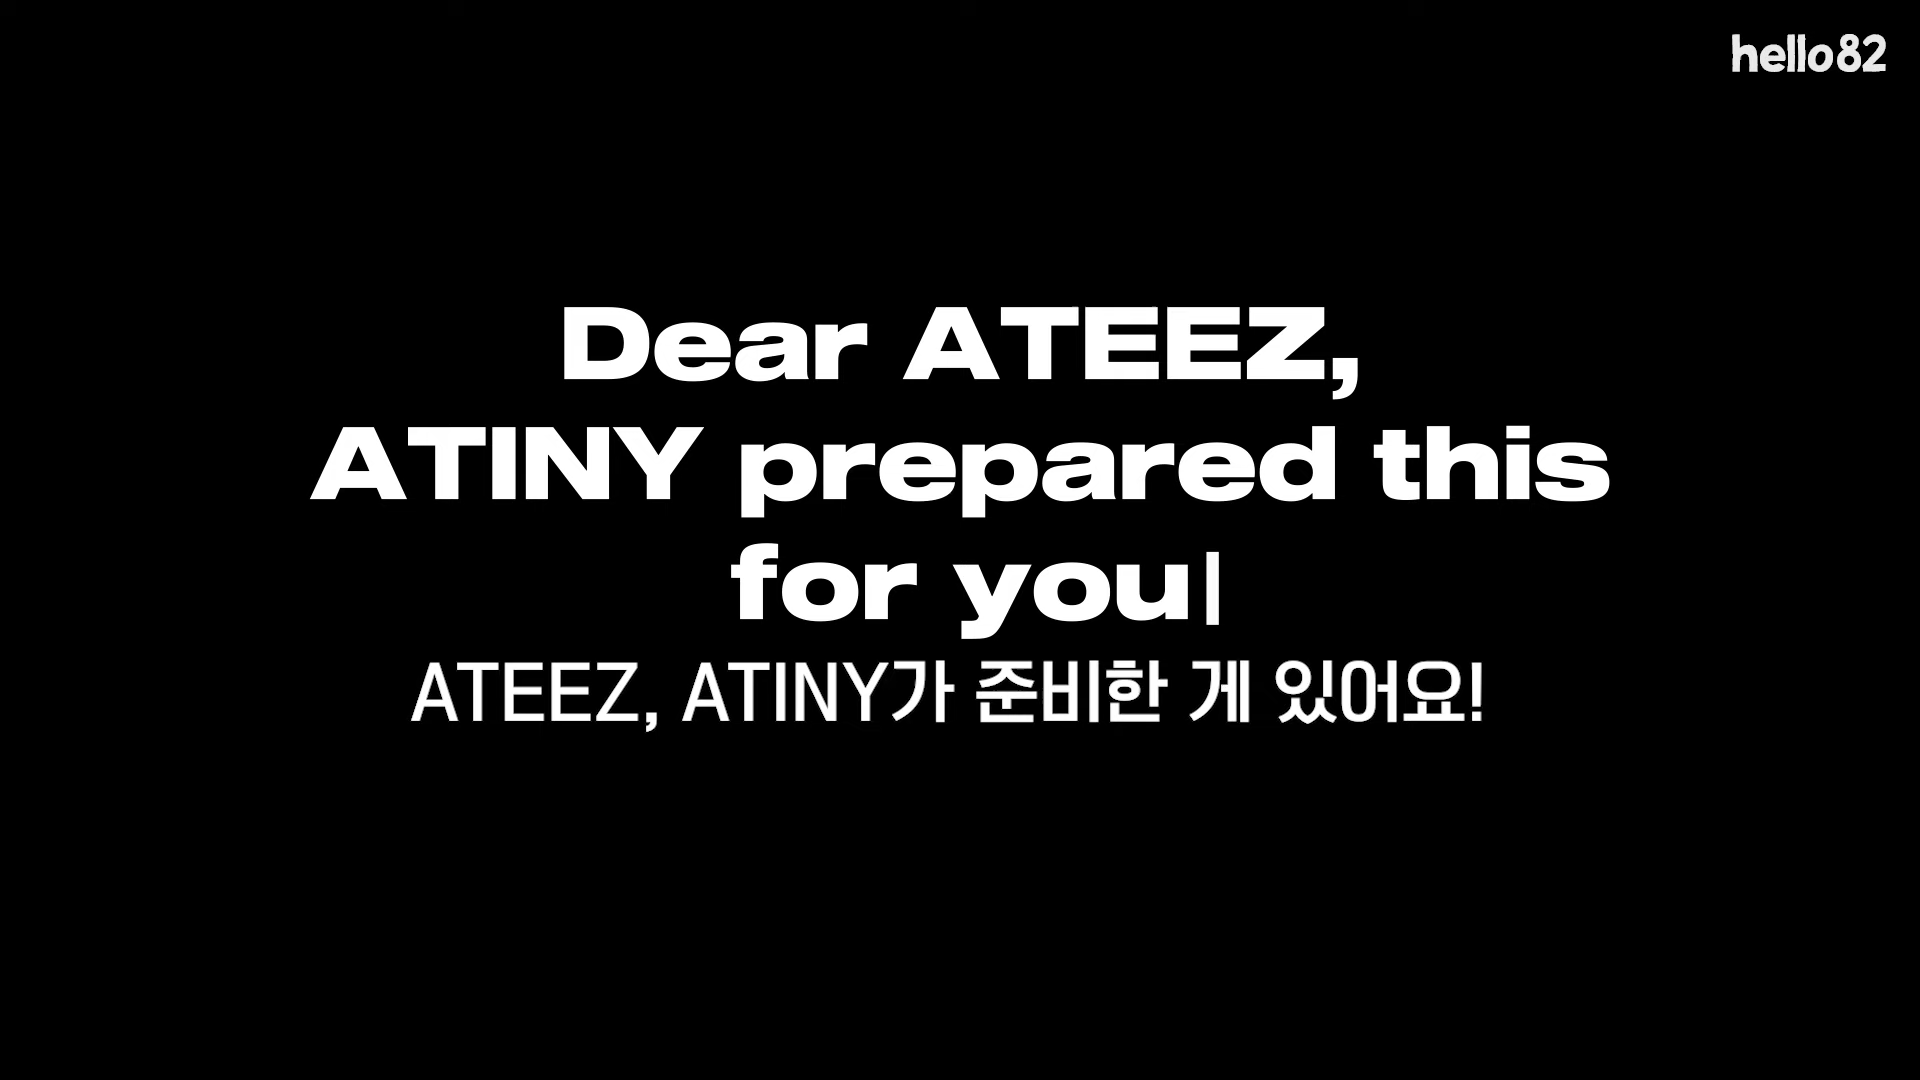 hello82
Dear ATEEZ,
ATINY prepared this
for you|
ATEEZ, ATINY가 준비한 게 있어요!